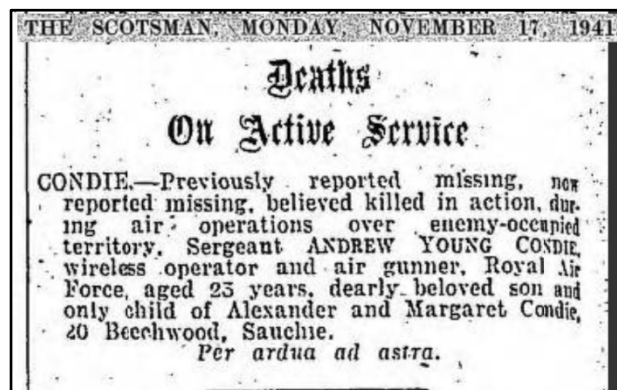 THE SCOTSMAN, MONDAY, NOVEMBER 17, 1941
Deaths
On Active Service
CONDIE.—Previously reported missing, now
reported missing, believed killed in action, dur-
ing air operations over enemy-occupied
territory, Sergeant ANDREW YOUNG CONDIE,
wireless operator and air gunner, Royal Air
Force, aged 23 years, dearly beloved son and
only child of Alexander and Margaret Condie,
20 Beechwood, Sauchie.
Per ardua ad astra.